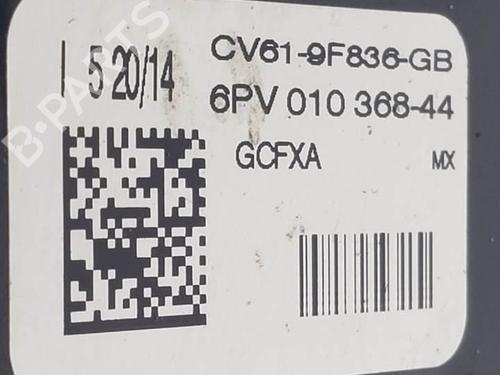 5 20/14
CV61-9F836-GB
6PV 010 368-44
GCFXA
MX
B-PARTS